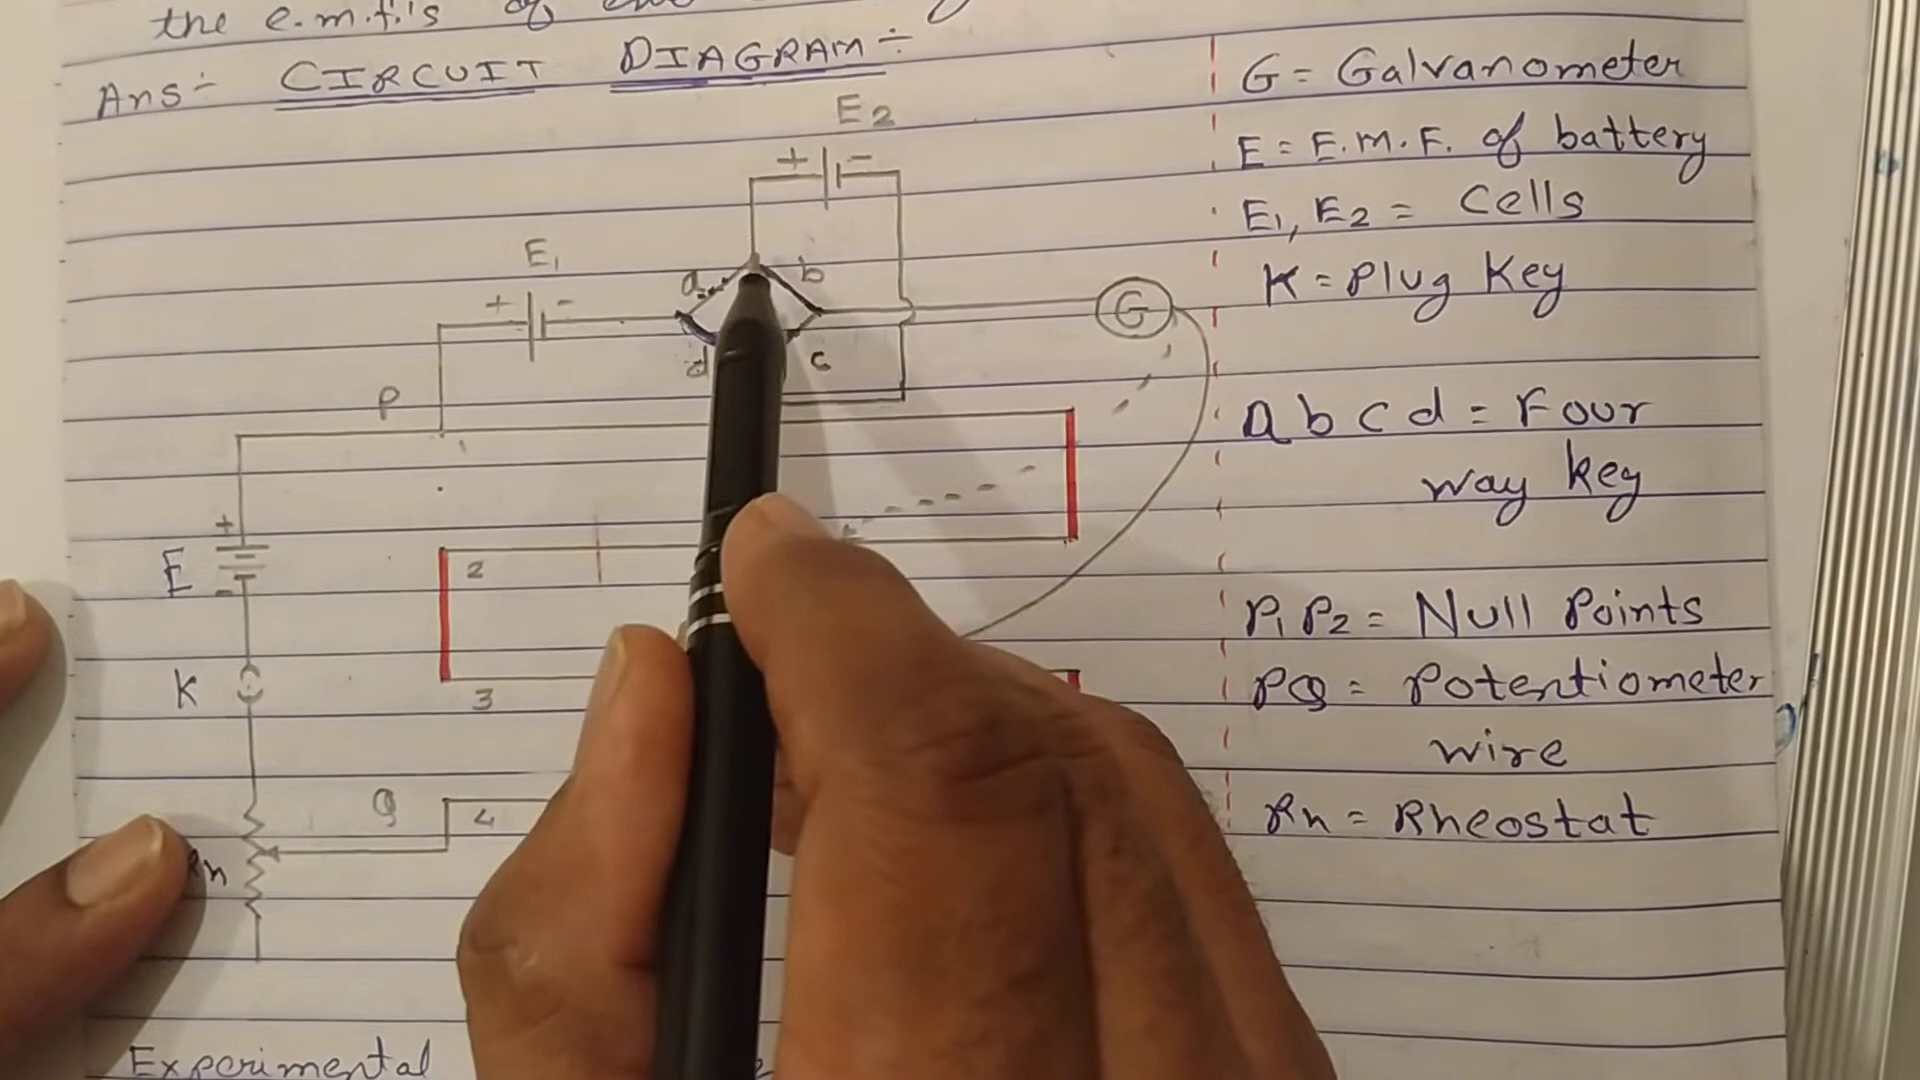 the e.m.f.'s of
Ans:- CIRCUIT DIAGRAM:-
E2
+ -
E1
+ -
a b
d c
G
P
+
E
-
K
2
3
Q
4
Rh
Experimental
G = Galvanometer
E = E.M.F. of battery
E1, E2 = Cells
K = Plug Key
a b c d = Four
way key
P1 P2 = Null Points
PQ = Potentiometer
wire
Rh = Rheostat